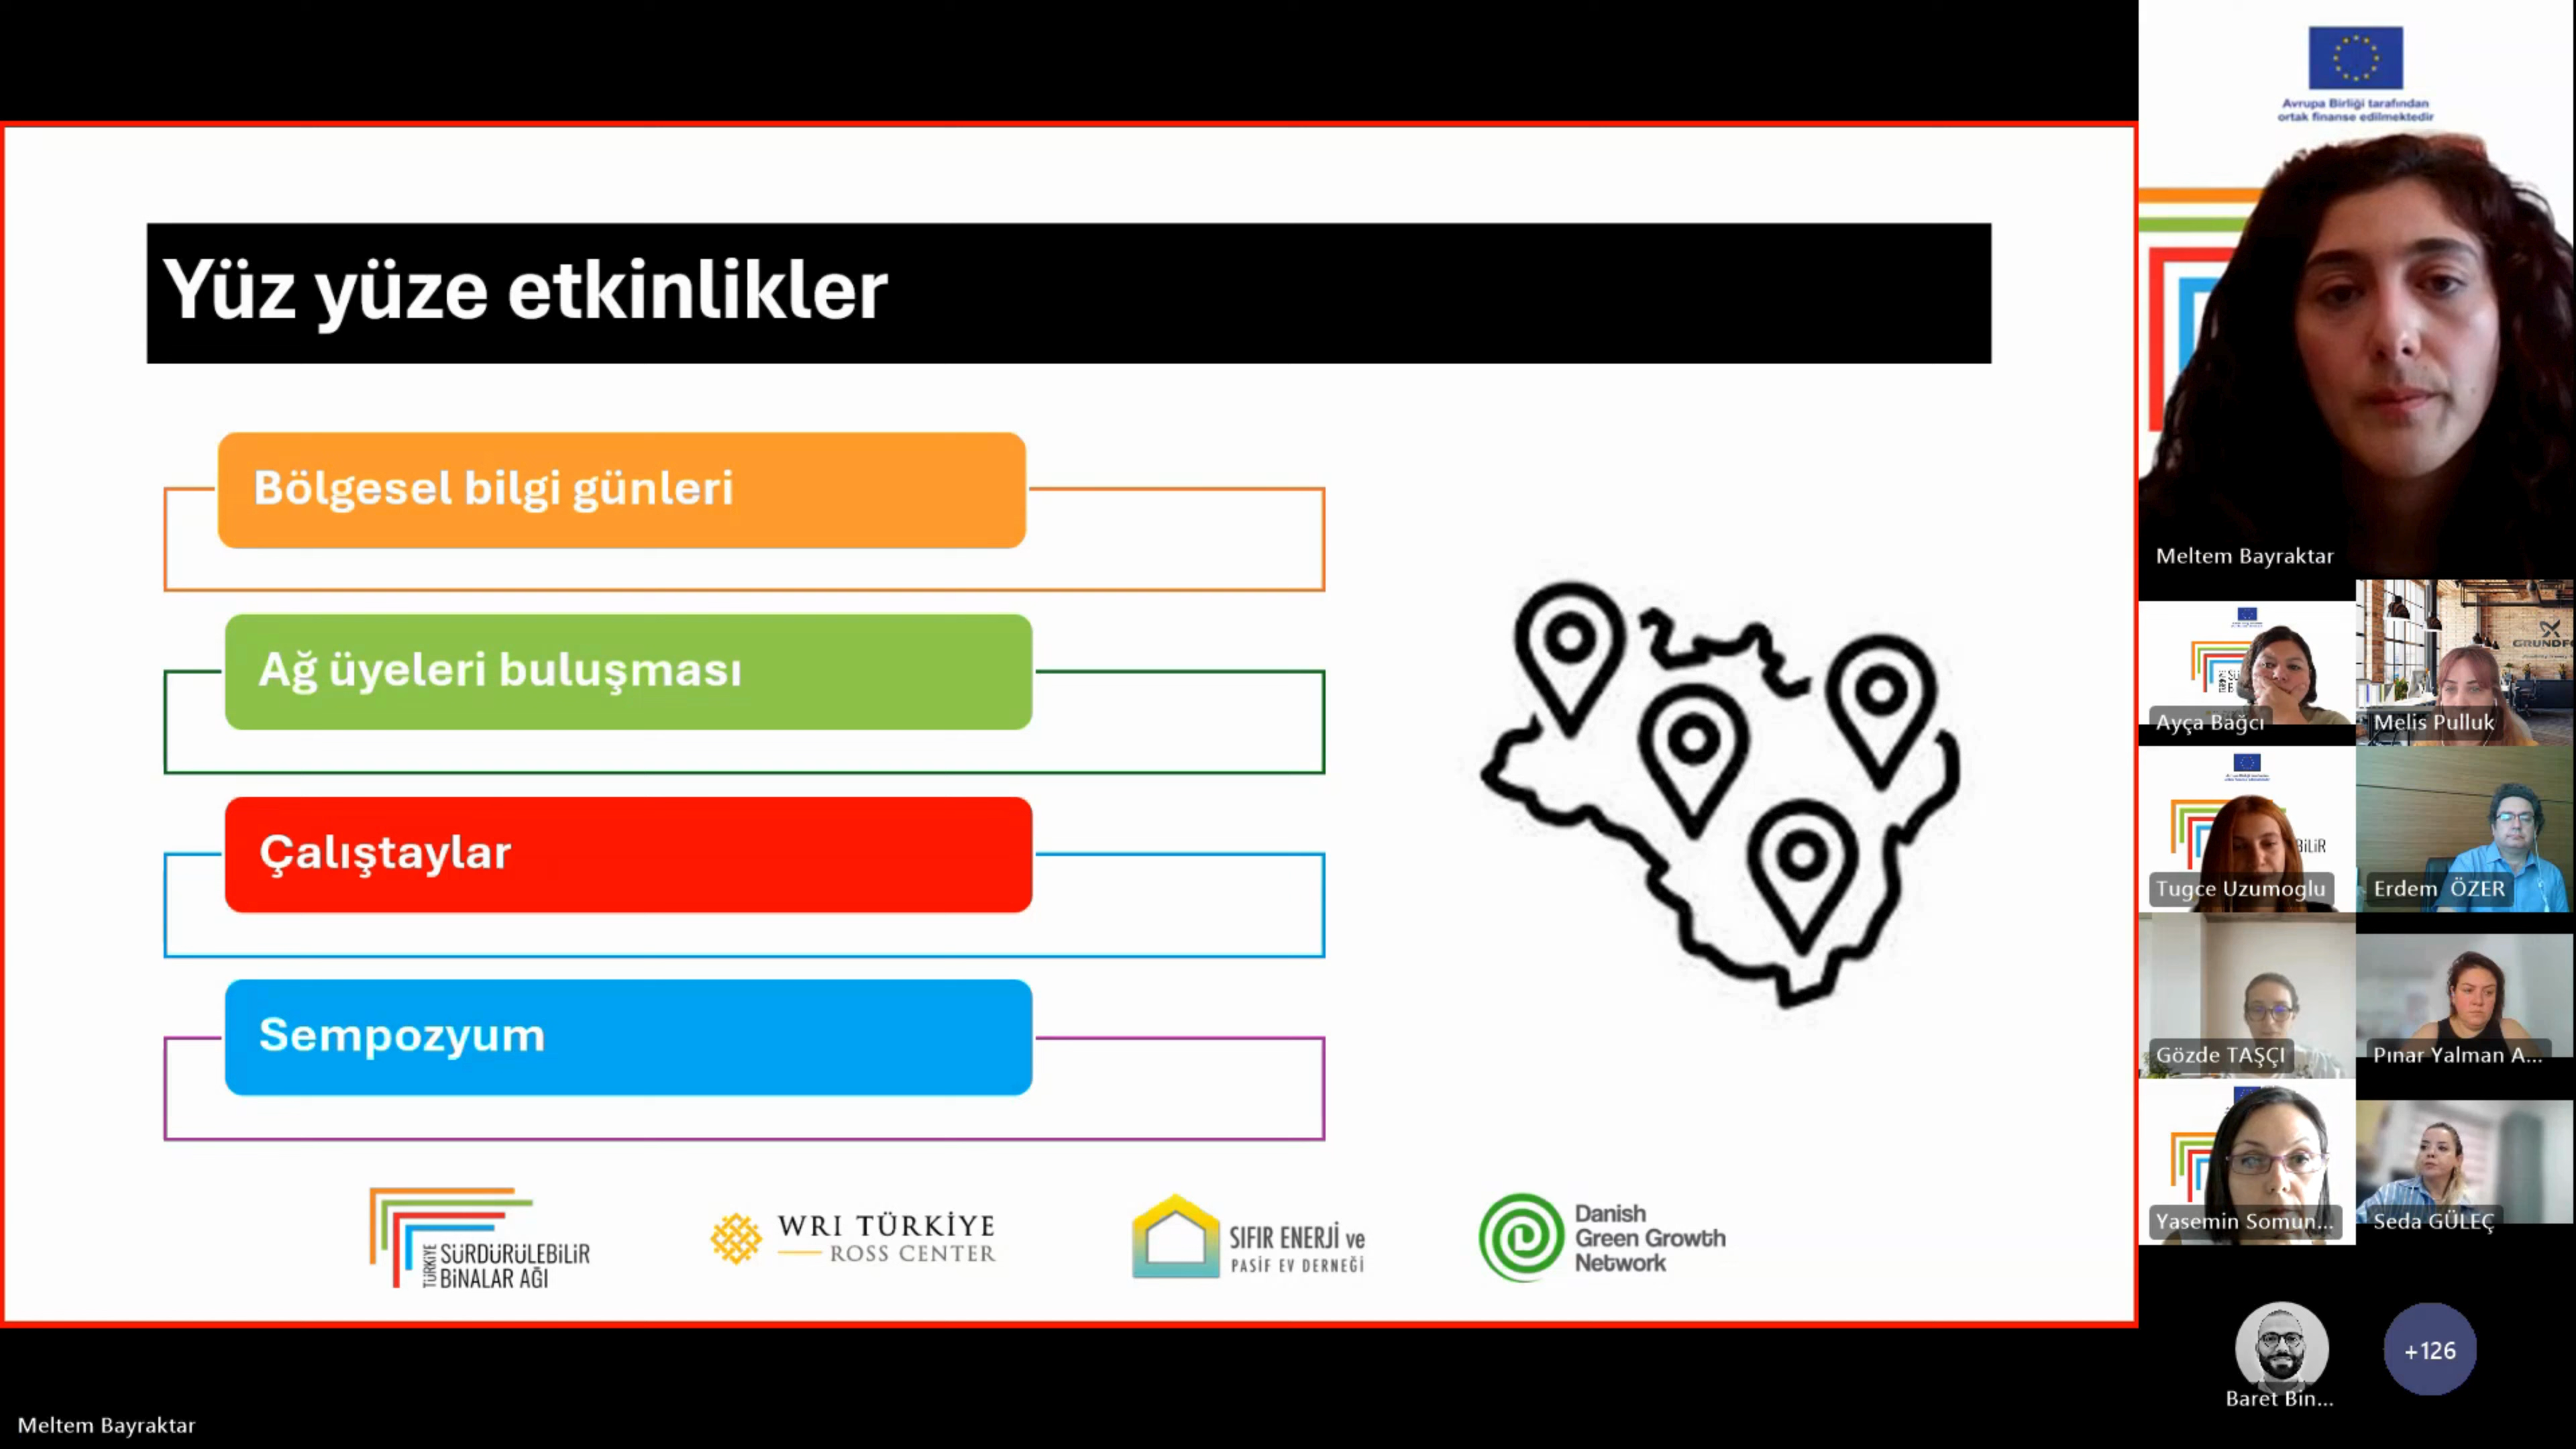 Yüz yüze etkinlikler
Bölgesel bilgi günleri
Ağ üyeleri buluşması
Çalıştaylar
Sempozyum
TÜRKİYE
SÜRDÜRÜLEBİLİR
BİNALAR AĞI
WRI TÜRKİYE
ROSS CENTER
SIFIR ENERJİ ve
PASİF EV DERNEĞİ
Danish
Green Growth
Network
Meltem Bayraktar
Avrupa Birliği tarafından
ortak finanse edilmektedir
Meltem Bayraktar
Ayça Bağcı
Melis Pulluk
Tugce Uzumoglu
Erdem ÖZER
Gözde TAŞÇI
Pınar Yalman A...
Yasemin Somun...
Seda GÜLEÇ
Baret Bin...
+126